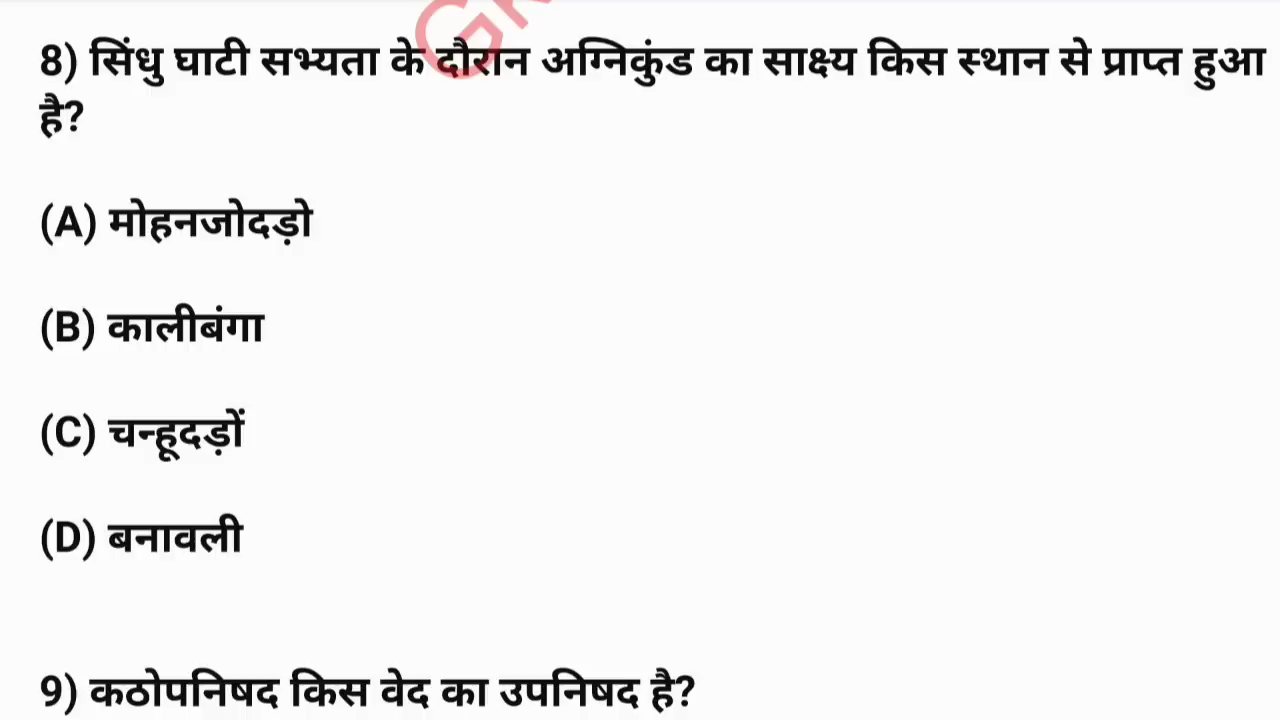 8) सिंधु घाटी सभ्यता के दौरान अग्निकुंड का साक्ष्य किस स्थान से प्राप्त हुआ
है?
(A) मोहनजोदड़ो
(B) कालीबंगा
(C) चन्हूदड़ों
(D) बनावली
9) कठोपनिषद किस वेद का उपनिषद है?